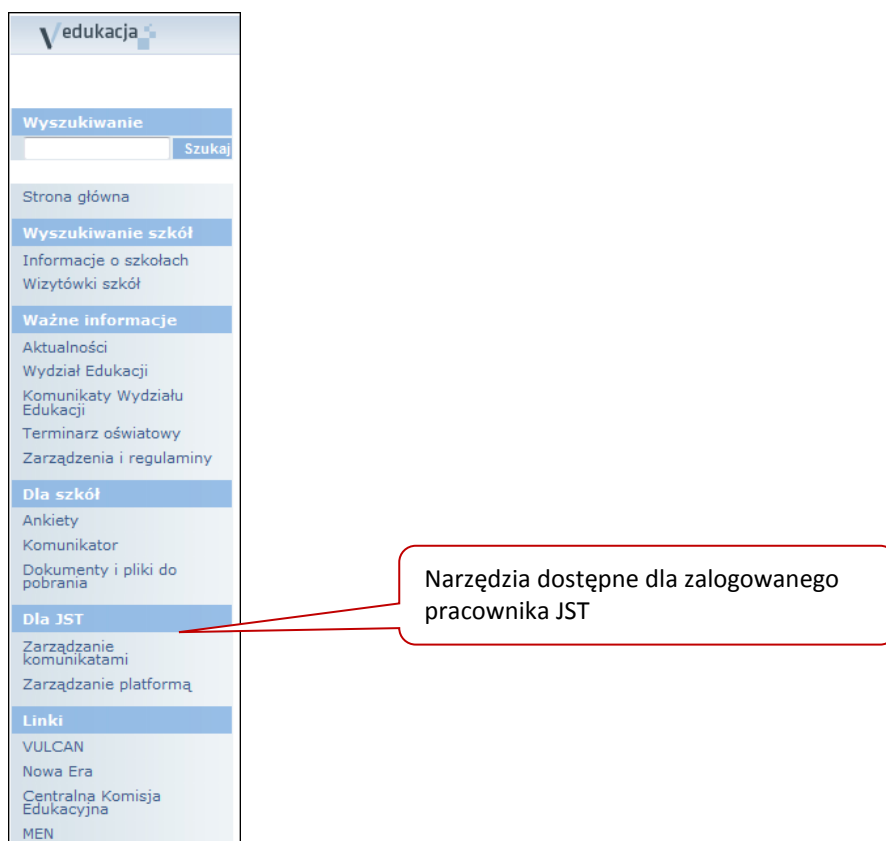 Vedukacja
Wyszukiwanie
Szukaj
Strona główna
Wyszukiwanie szkół
Informacje o szkołach
Wizytówki szkół
Ważne informacje
Aktualności
Wydział Edukacji
Komunikaty Wydziału
Edukacji
Terminarz oświatowy
Zarządzenia i regulaminy
Dla szkół
Ankiety
Komunikator
Dokumenty i pliki do
pobrania
Dla JST
Zarządzanie
komunikatami
Zarządzanie platformą
Linki
VULCAN
Nowa Era
Centralna Komisja
Edukacyjna
MEN
Narzędzia dostępne dla zalogowanego
pracownika JST